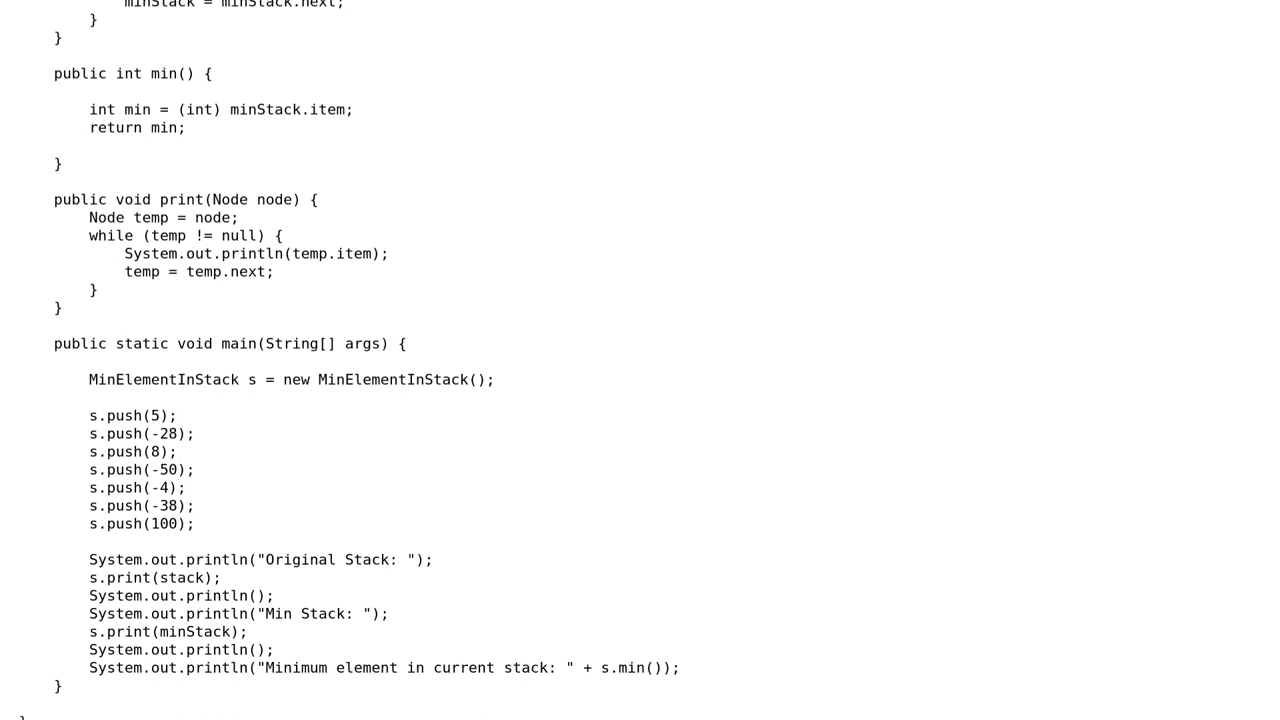 minStack = minStack.next;
        }
    }

    public int min() {

        int min = (int) minStack.item;
        return min;

    }

    public void print(Node node) {
        Node temp = node;
        while (temp != null) {
            System.out.println(temp.item);
            temp = temp.next;
        }
    }

    public static void main(String[] args) {

        MinElementInStack s = new MinElementInStack();

        s.push(5);
        s.push(-28);
        s.push(8);
        s.push(-50);
        s.push(-4);
        s.push(-38);
        s.push(100);

        System.out.println("Original Stack: ");
        s.print(stack);
        System.out.println();
        System.out.println("Min Stack: ");
        s.print(minStack);
        System.out.println();
        System.out.println("Minimum element in current stack: " + s.min());
    }

}